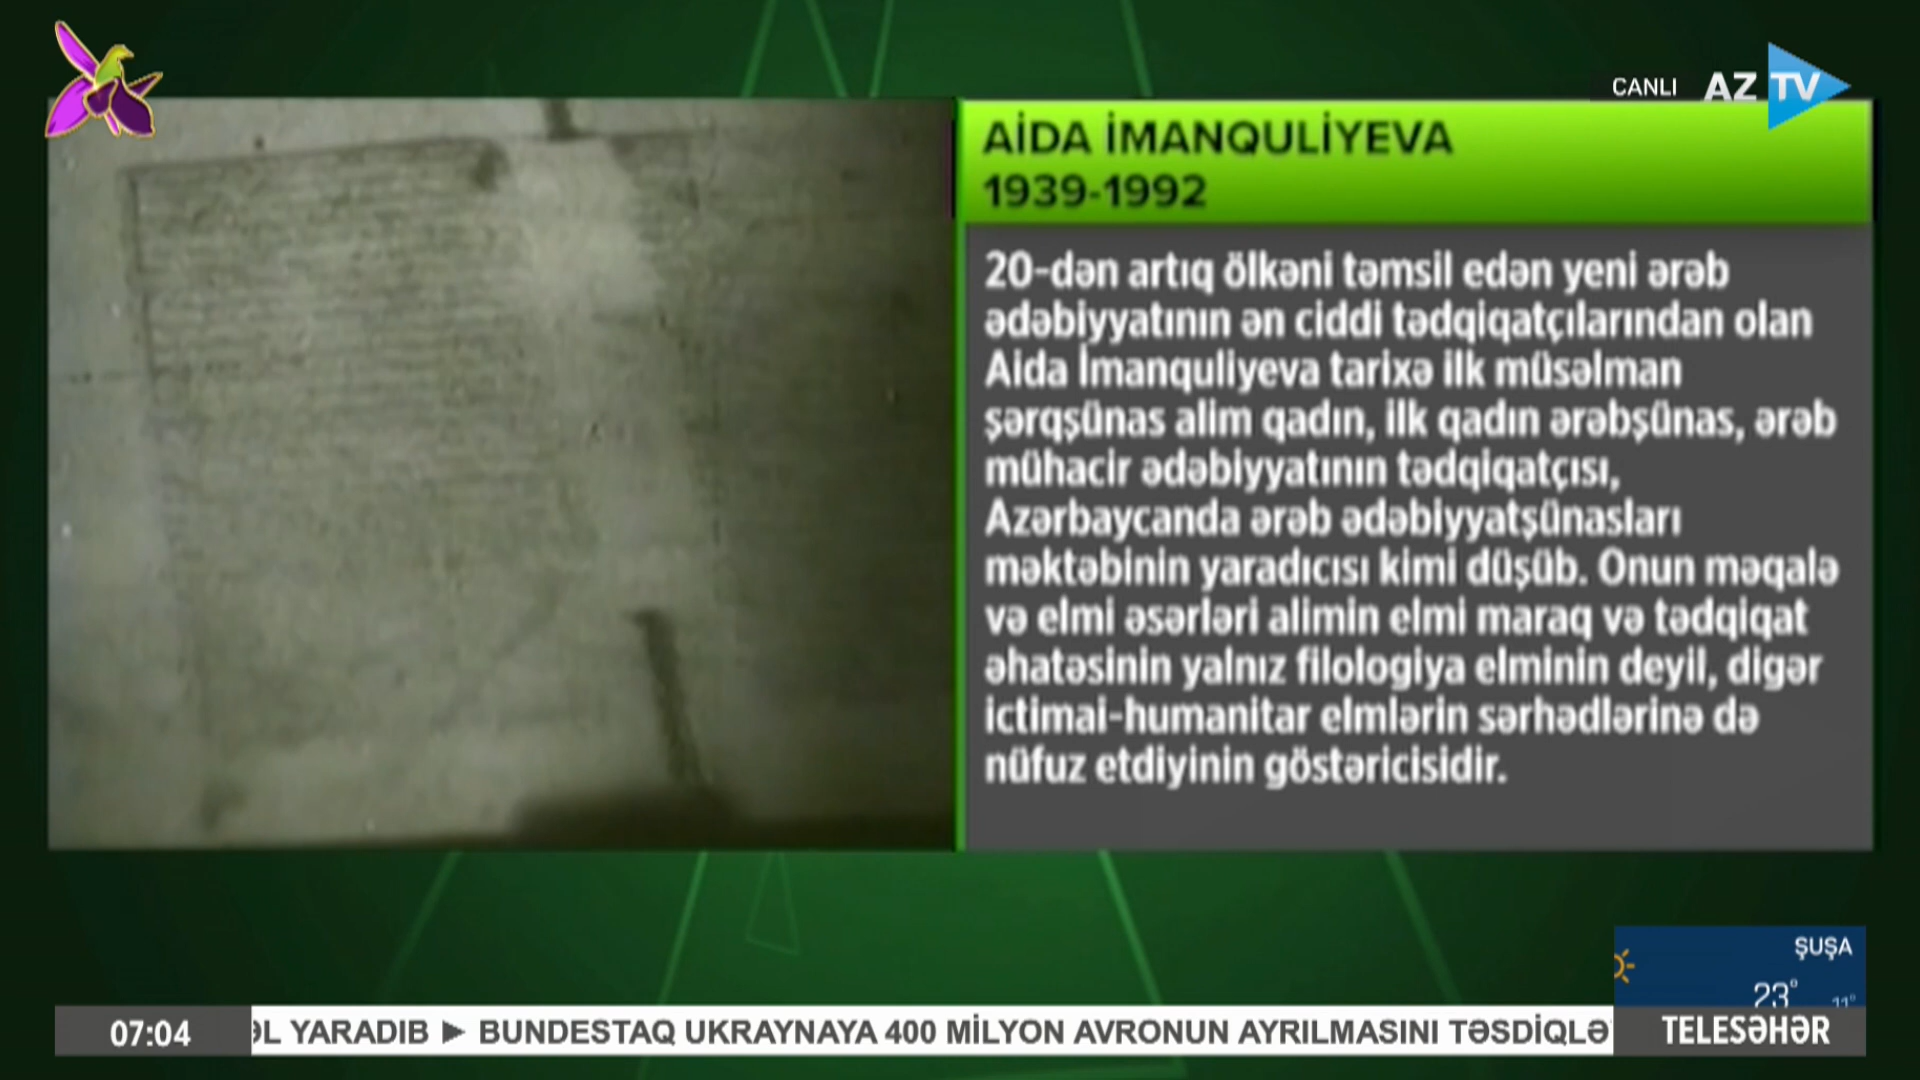 CANLI AZ TV
AİDA İMANQULİYEVA
1939-1992
20-dən artıq ölkəni təmsil edən yeni ərəb
ədəbiyyatının ən ciddi tədqiqatçılarından olan
Aida İmanquliyeva tarixə ilk müsəlman
şərqşünas alim qadın, ilk qadın ərəbşünas, ərəb
mühacir ədəbiyyatının tədqiqatçısı,
Azərbaycanda ərəb ədəbiyyatşünasları
məktəbinin yaradıcısı kimi düşüb. Onun məqalə
və elmi əsərləri alimin elmi maraq və tədqiqat
əhatəsinin yalnız filologiya elminin deyil, digər
ictimai-humanitar elmlərin sərhədlərinə də
nüfuz etdiyinin göstəricisidir.
ŞUŞA
23° 11°
07:04 ƏL YARADIB ► BUNDESTAQ UKRAYNAYA 400 MİLYON AVRONUN AYRILMASINI TƏSDİQLƏ TELESƏHƏR